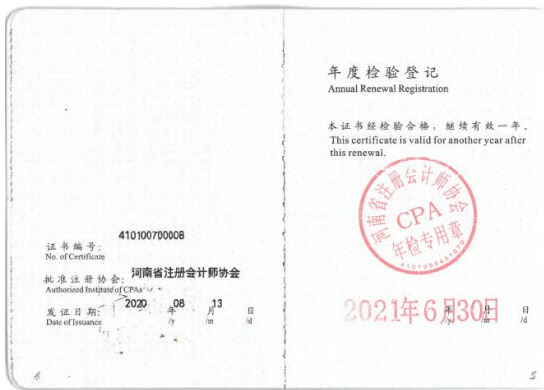 证书编号:
No. of Certificate
410100700008
批准注册协会:
Authorized Institute of CPAs
河南省注册会计师协会
发证日期:
Date of Issuance
2020 年 08 月 13 日
/y /m /d
年度检验登记
Annual Renewal Registration
本证书经检验合格，继续有效一年。
This certificate is valid for another year after
this renewal.
河南省注册会计师协会
CPA
年检专用章
2021年6月30日
年 月 日
/y /m /d
5